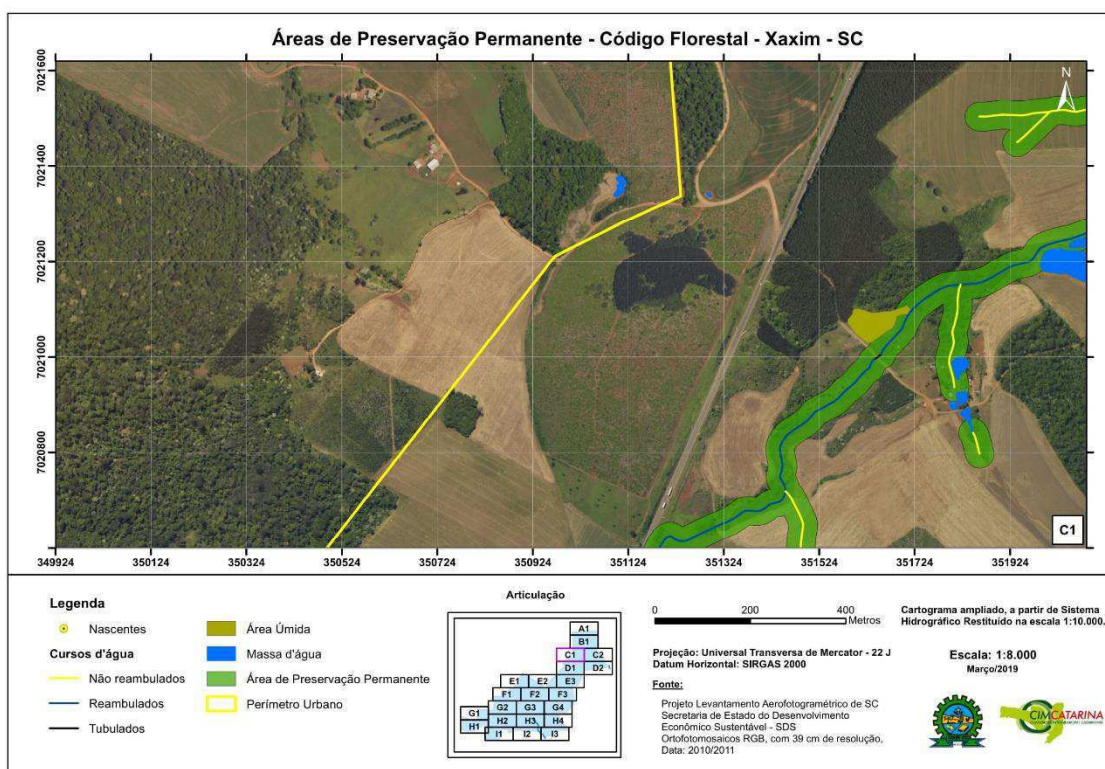 Áreas de Preservação Permanente - Código Florestal - Xaxim - SC
7021600
7021400
7021200
7021000
7020800
N
C1
349924
350124
350324
350524
350724
350924
351124
351324
351524
351724
351924
Legenda
Nascentes
Cursos d'água
Não reambulados
Reambulados
Tubulados
Área Úmida
Massa d'água
Área de Preservação Permanente
Perímetro Urbano
Articulação
A1
B1
C1 C2
D1 D2
E1 E2 E3
F1 F2 F3
G1 G2 G3 G4
H1 H2 H3 H4
I1 I2 I3
0 200 400
Metros
Projeção: Universal Transversa de Mercator - 22 J
Datum Horizontal: SIRGAS 2000
Fonte:
Projeto Levantamento Aerofotogramétrico de SC
Secretaria de Estado do Desenvolvimento
Econômico Sustentável - SDS
Ortofotomosaicos RGB, com 39 cm de resolução,
Data: 2010/2011
Cartograma ampliado, a partir de Sistema
Hidrográfico Restituído na escala 1:10.000.
Escala: 1:8.000
Março/2019
CIMCATARINA